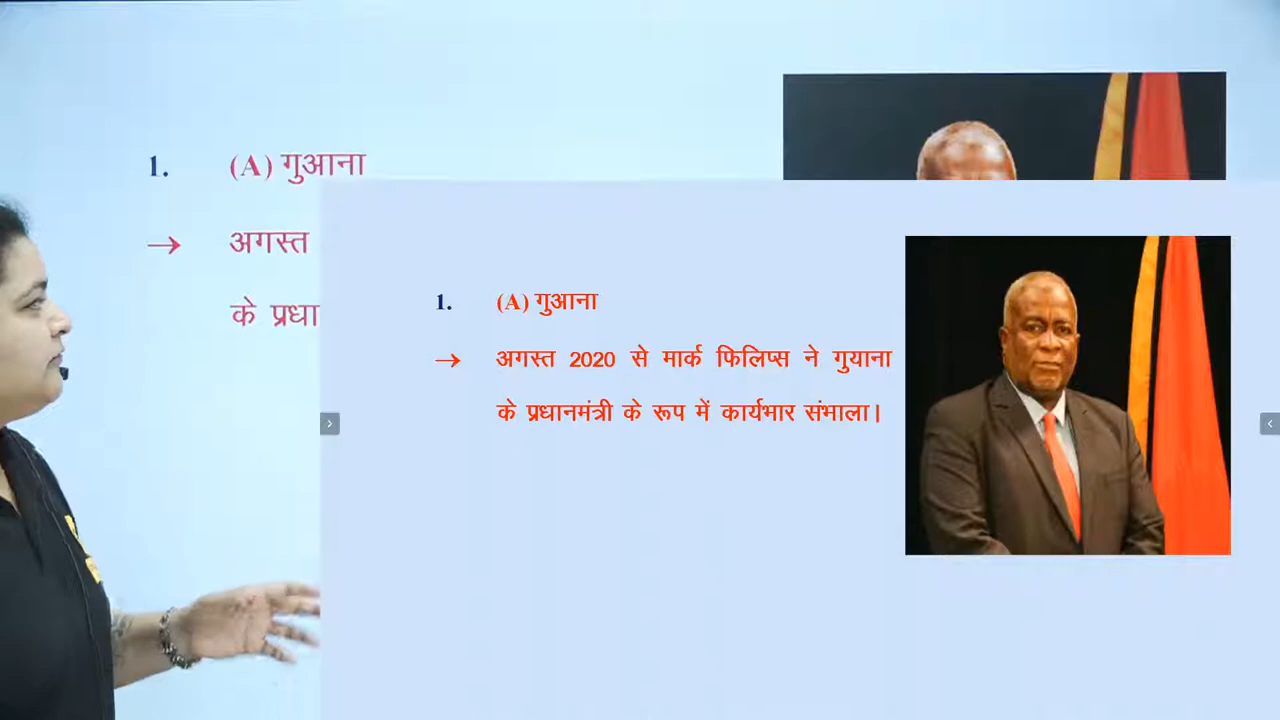 1. (A) गुआना
→ अगस्त
के प्रधा
1. (A) गुआना
→ अगस्त 2020 से मार्क फिलिप्स ने गुयाना
के प्रधानमंत्री के रूप में कार्यभार संभाला।